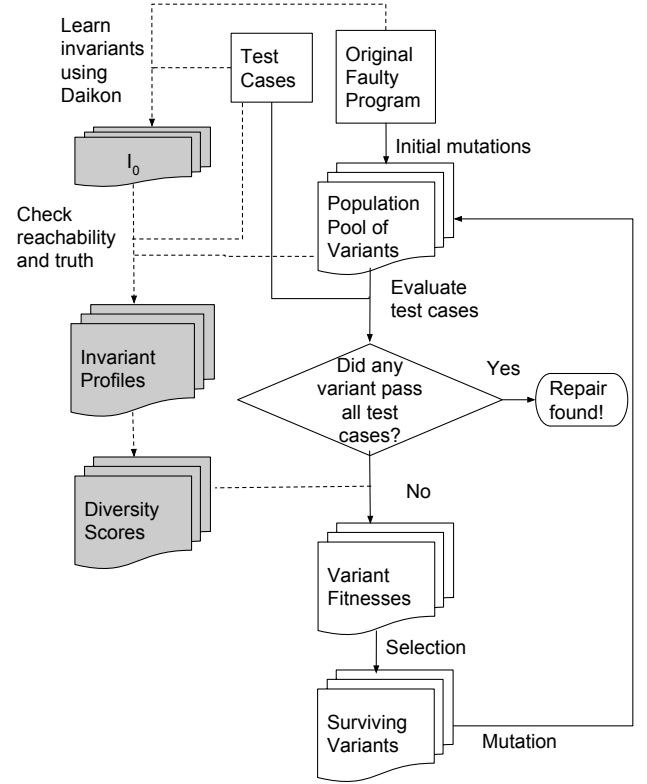 Learn
invariants
using
Daikon
Test
Cases
Original
Faulty
Program
Initial mutations
I0
Population
Pool of
Variants
Check
reachability
and truth
Evaluate
test cases
Invariant
Profiles
Did any
variant pass
all test
cases?
Yes
Repair
found!
Diversity
Scores
No
Variant
Fitnesses
Selection
Surviving
Variants
Mutation